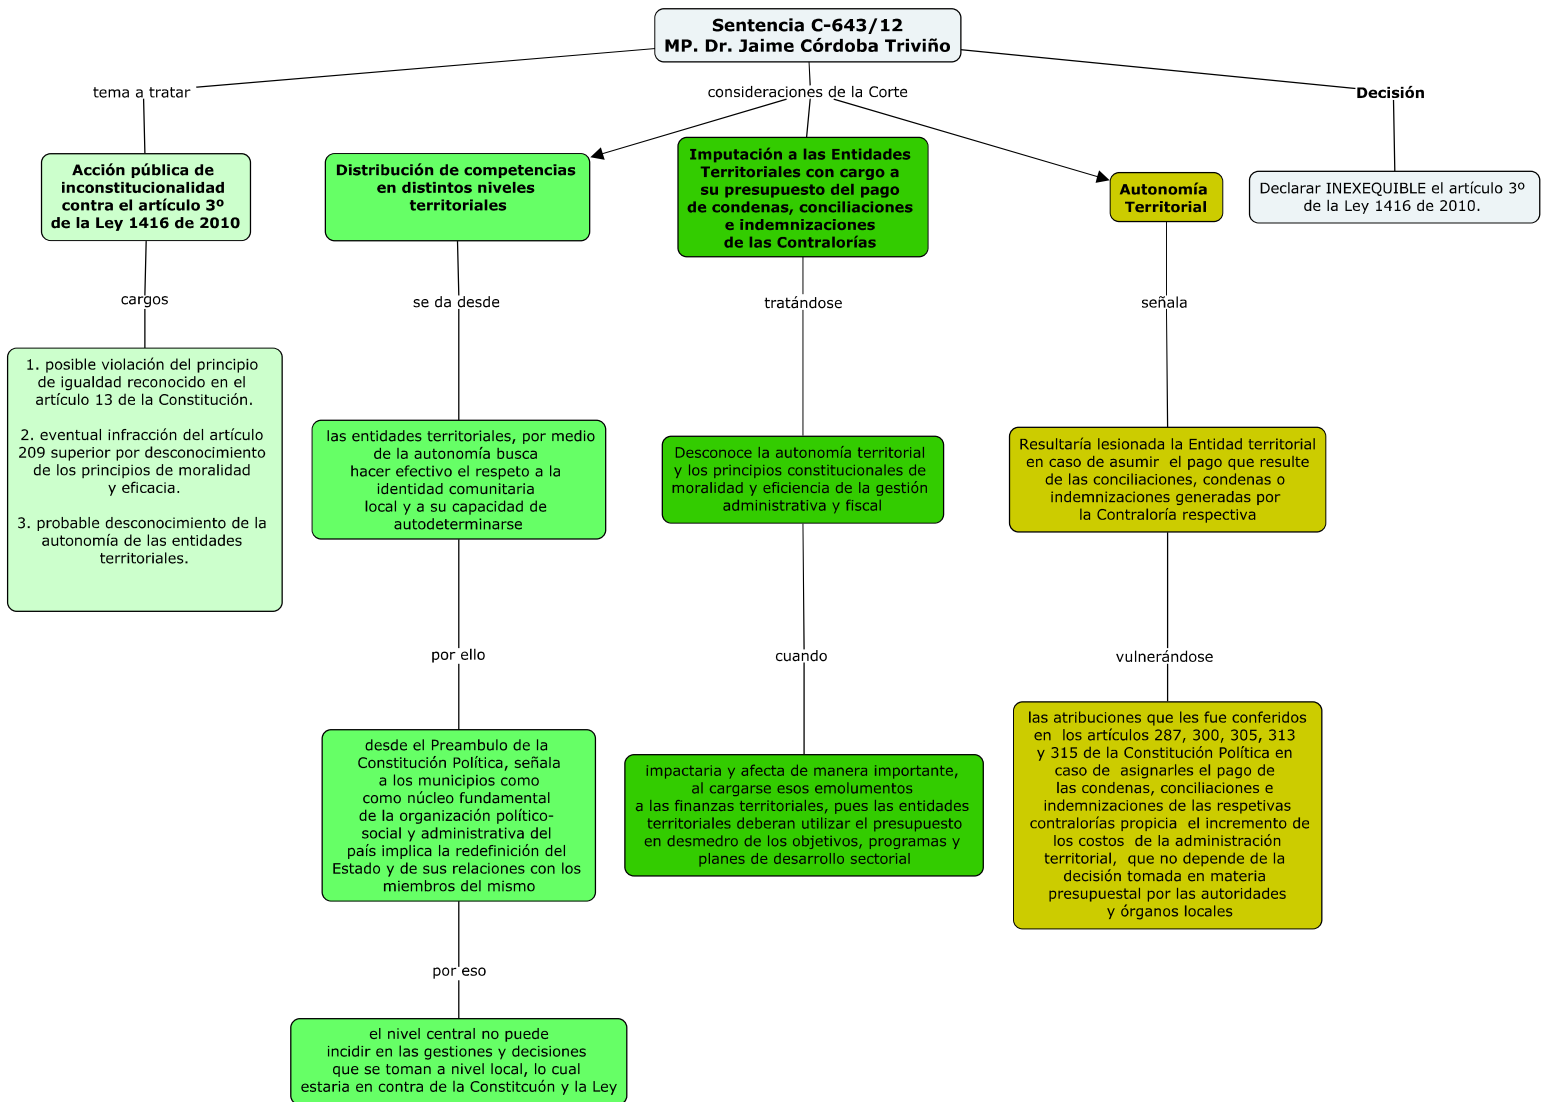 Sentencia C-643/12
MP. Dr. Jaime Córdoba Triviño
tema a tratar
consideraciones de la Corte
Decisión
Acción pública de
inconstitucionalidad
contra el artículo 3º
de la Ley 1416 de 2010
cargos
1. posible violación del principio
de igualdad reconocido en el
artículo 13 de la Constitución.
2. eventual infracción del artículo
209 superior por desconocimiento
de los principios de moralidad
y eficacia.
3. probable desconocimiento de la
autonomía de las entidades
territoriales.
Distribución de competencias
en distintos niveles
territoriales
se da desde
las entidades territoriales, por medio
de la autonomía busca
hacer efectivo el respeto a la
identidad comunitaria
local y a su capacidad de
autodeterminarse
por ello
desde el Preambulo de la
Constitución Política, señala
a los municipios como
como núcleo fundamental
de la organización político-
social y administrativa del
país implica la redefinición del
Estado y de sus relaciones con los
miembros del mismo
por eso
el nivel central no puede
incidir en las gestiones y decisiones
que se toman a nivel local, lo cual
estaria en contra de la Constitcuón y la Ley
Imputación a las Entidades
Territoriales con cargo a
su presupuesto del pago
de condenas, conciliaciones
e indemnizaciones
de las Contralorías
tratándose
Desconoce la autonomía territorial
y los principios constitucionales de
moralidad y eficiencia de la gestión
administrativa y fiscal
cuando
impactaria y afecta de manera importante,
al cargarse esos emolumentos
a las finanzas territoriales, pues las entidades
territoriales deberan utilizar el presupuesto
en desmedro de los objetivos, programas y
planes de desarrollo sectorial
Autonomía
Territorial
señala
Resultaría lesionada la Entidad territorial
en caso de asumir el pago que resulte
de las conciliaciones, condenas o
indemnizaciones generadas por
la Contraloría respectiva
vulnerándose
las atribuciones que les fue conferidos
en los artículos 287, 300, 305, 313
y 315 de la Constitución Política en
caso de asignarles el pago de
las condenas, conciliaciones e
indemnizaciones de las respetivas
contralorías propicia el incremento de
los costos de la administración
territorial, que no depende de la
decisión tomada en materia
presupuestal por las autoridades
y órganos locales
Declarar INEXEQUIBLE el artículo 3º
de la Ley 1416 de 2010.